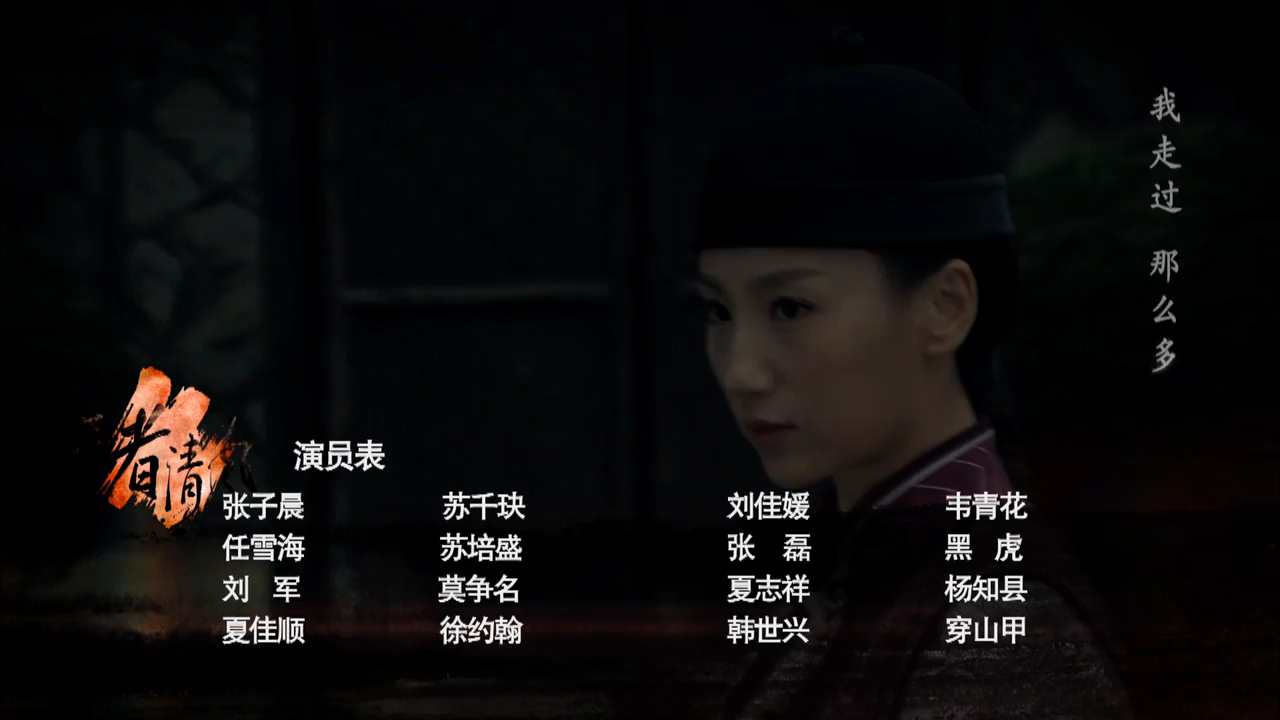 我走过 那么多
者清
演员表
张子晨 苏千玦 刘佳媛 韦青花
任雪海 苏培盛 张 磊 黑 虎
刘 军 莫争名 夏志祥 杨知县
夏佳顺 徐约翰 韩世兴 穿山甲